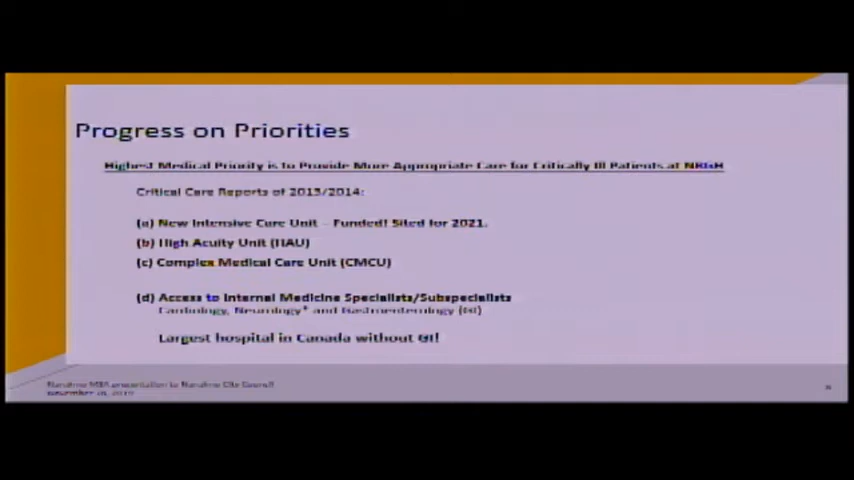 Progress on Priorities
Highest Medical Priority is to Provide More Appropriate Care for Critically Ill Patients at NRGH
Critical Care Reports of 2013/2014:
(a) New Intensive Care Unit – Funded! Sited for 2021.
(b) High Acuity Unit (HAU)
(c) Complex Medical Care Unit (CMCU)
(d) Access to Internal Medicine Specialists/Subspecialists
Cardiology, Neurology* and Gastroenterology (GI)
Largest hospital in Canada without GI!
Nanaimo MSA presentation to Nanaimo City Council
November 18, 2019